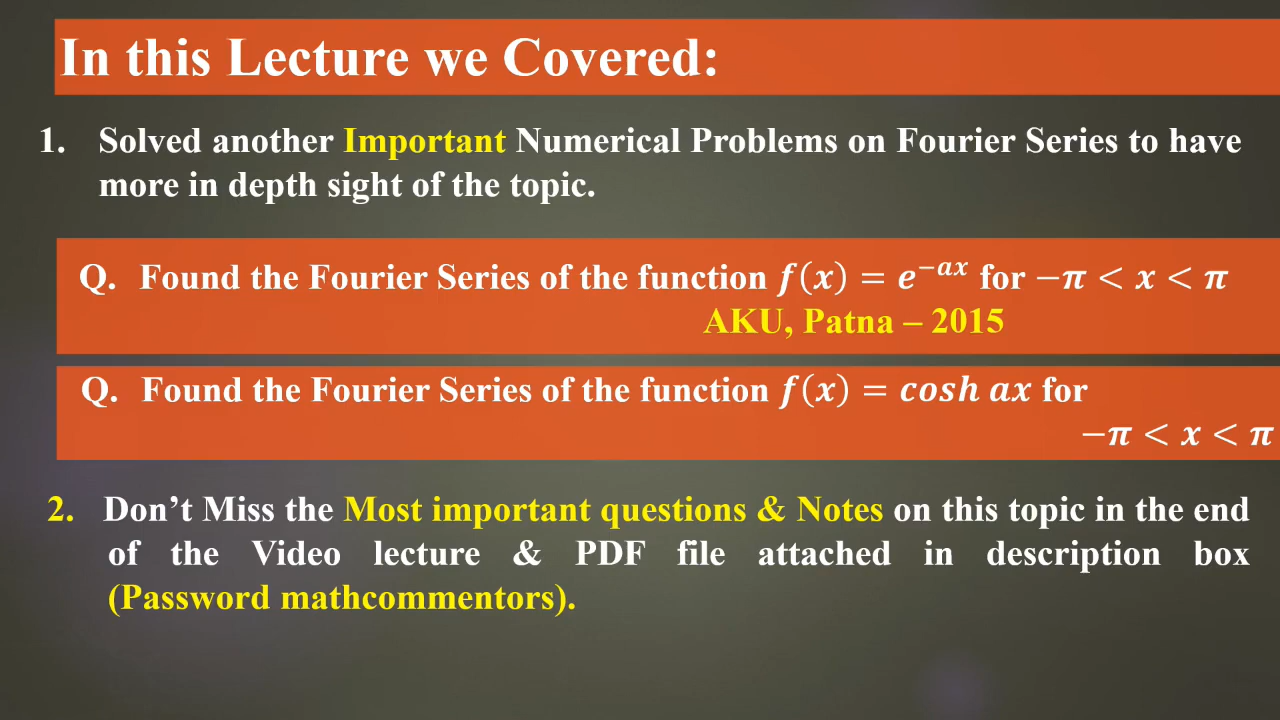 In this Lecture we Covered:
1. Solved another Important Numerical Problems on Fourier Series to have
more in depth sight of the topic.
Q. Found the Fourier Series of the function f(x) = e^{-ax} for −π < x < π
AKU, Patna – 2015
Q. Found the Fourier Series of the function f(x) = cosh ax for
−π < x < π
2. Don’t Miss the Most important questions & Notes on this topic in the end
of the Video lecture & PDF file attached in description box
(Password mathcommentors).